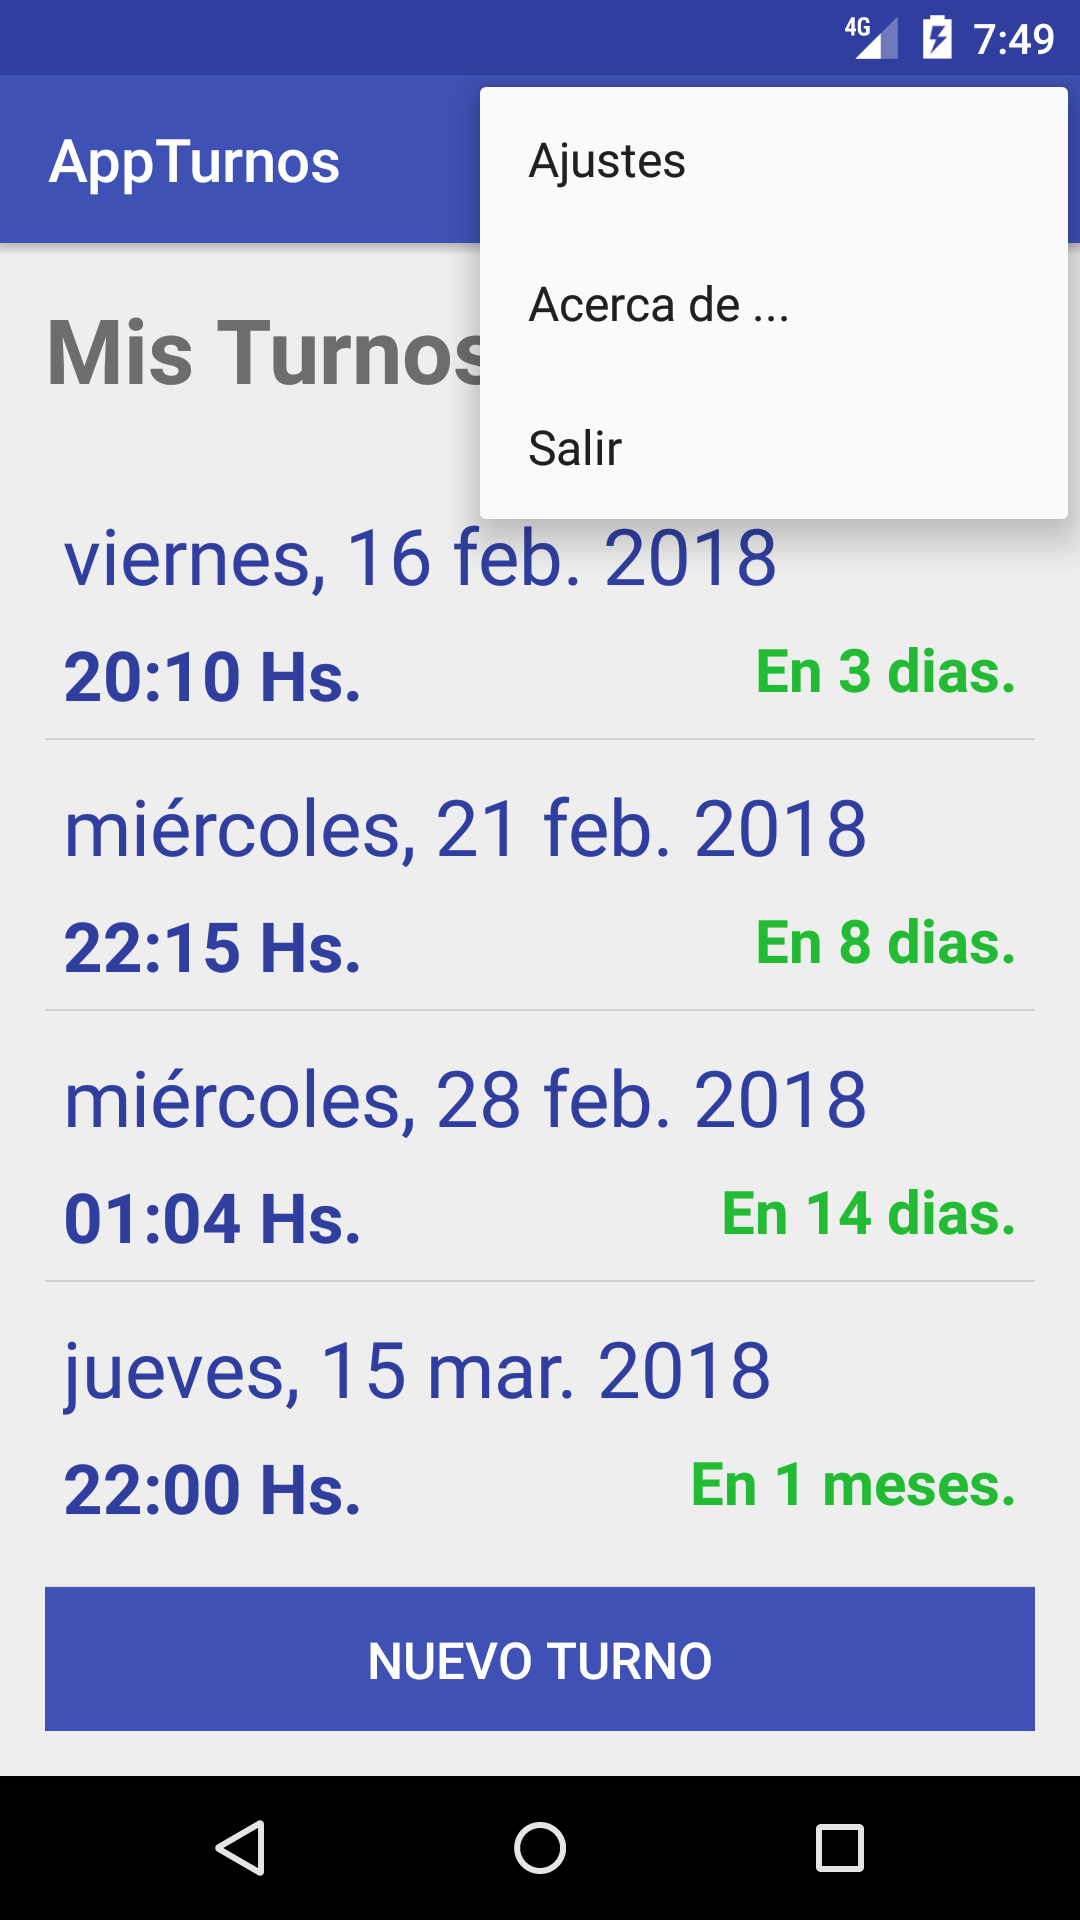 4G 7:49
AppTurnos
Ajustes
Acerca de ...
Salir
Mis Turnos
viernes, 16 feb. 2018
20:10 Hs. En 3 dias.
miércoles, 21 feb. 2018
22:15 Hs. En 8 dias.
miércoles, 28 feb. 2018
01:04 Hs. En 14 dias.
jueves, 15 mar. 2018
22:00 Hs. En 1 meses.
NUEVO TURNO